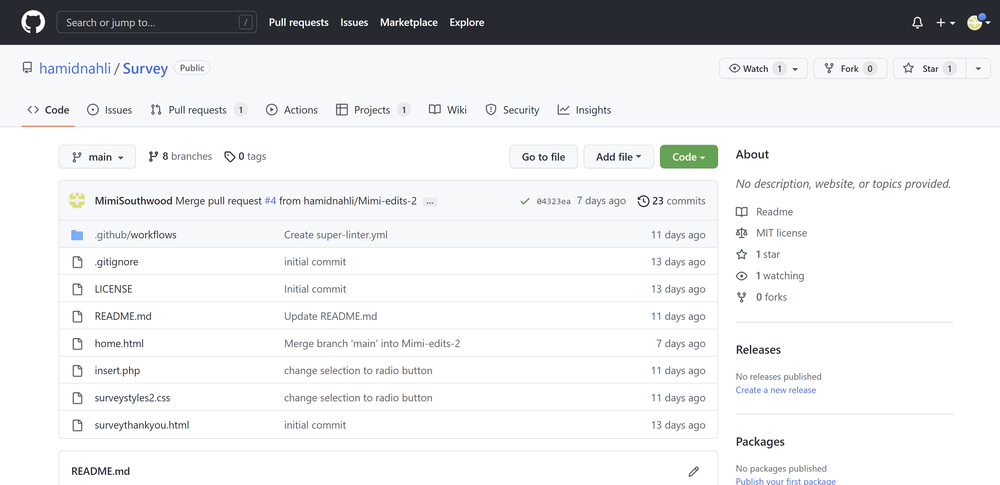 Search or jump to... / Pull requests Issues Marketplace Explore
hamidnahli / Survey Public Watch 1 Fork 0 Star 1
Code Issues Pull requests 1 Actions Projects 1 Wiki Security Insights
main 8 branches 0 tags Go to file Add file Code
MimiSouthwood Merge pull request #4 from hamidnahli/Mimi-edits-2 ... 04323ea 7 days ago 23 commits
.github/workflows Create super-linter.yml 11 days ago
.gitignore initial commit 13 days ago
LICENSE Initial commit 13 days ago
README.md Update README.md 11 days ago
home.html Merge branch 'main' into Mimi-edits-2 7 days ago
insert.php change selection to radio button 11 days ago
surveystyles2.css change selection to radio button 11 days ago
surveythankyou.html initial commit 13 days ago
README.md
About
No description, website, or topics provided.
Readme
MIT license
1 star
1 watching
0 forks
Releases
No releases published
Create a new release
Packages
No packages published
Publish your first package